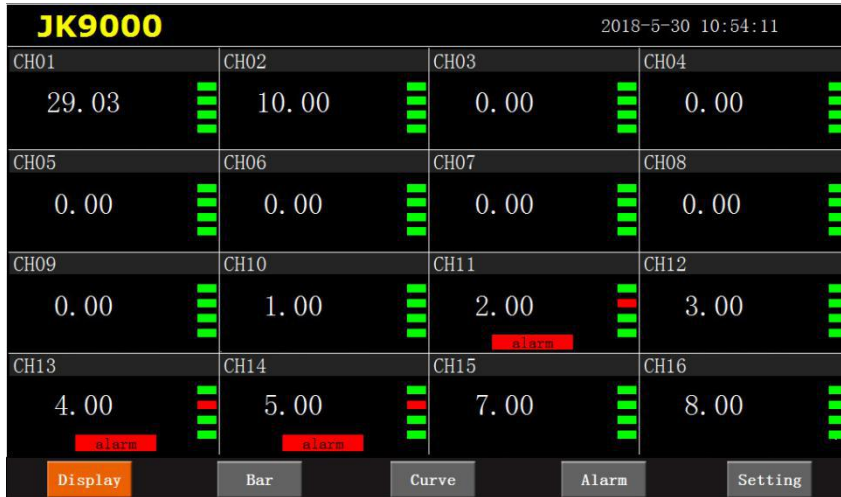 JK9000 2018-5-30 10:54:11
CH01 CH02 CH03 CH04
29.03 10.00 0.00 0.00
CH05 CH06 CH07 CH08
0.00 0.00 0.00 0.00
CH09 CH10 CH11 CH12
0.00 1.00 2.00 3.00
alarm
CH13 CH14 CH15 CH16
4.00 5.00 7.00 8.00
alarm alarm
Display Bar Curve Alarm Setting